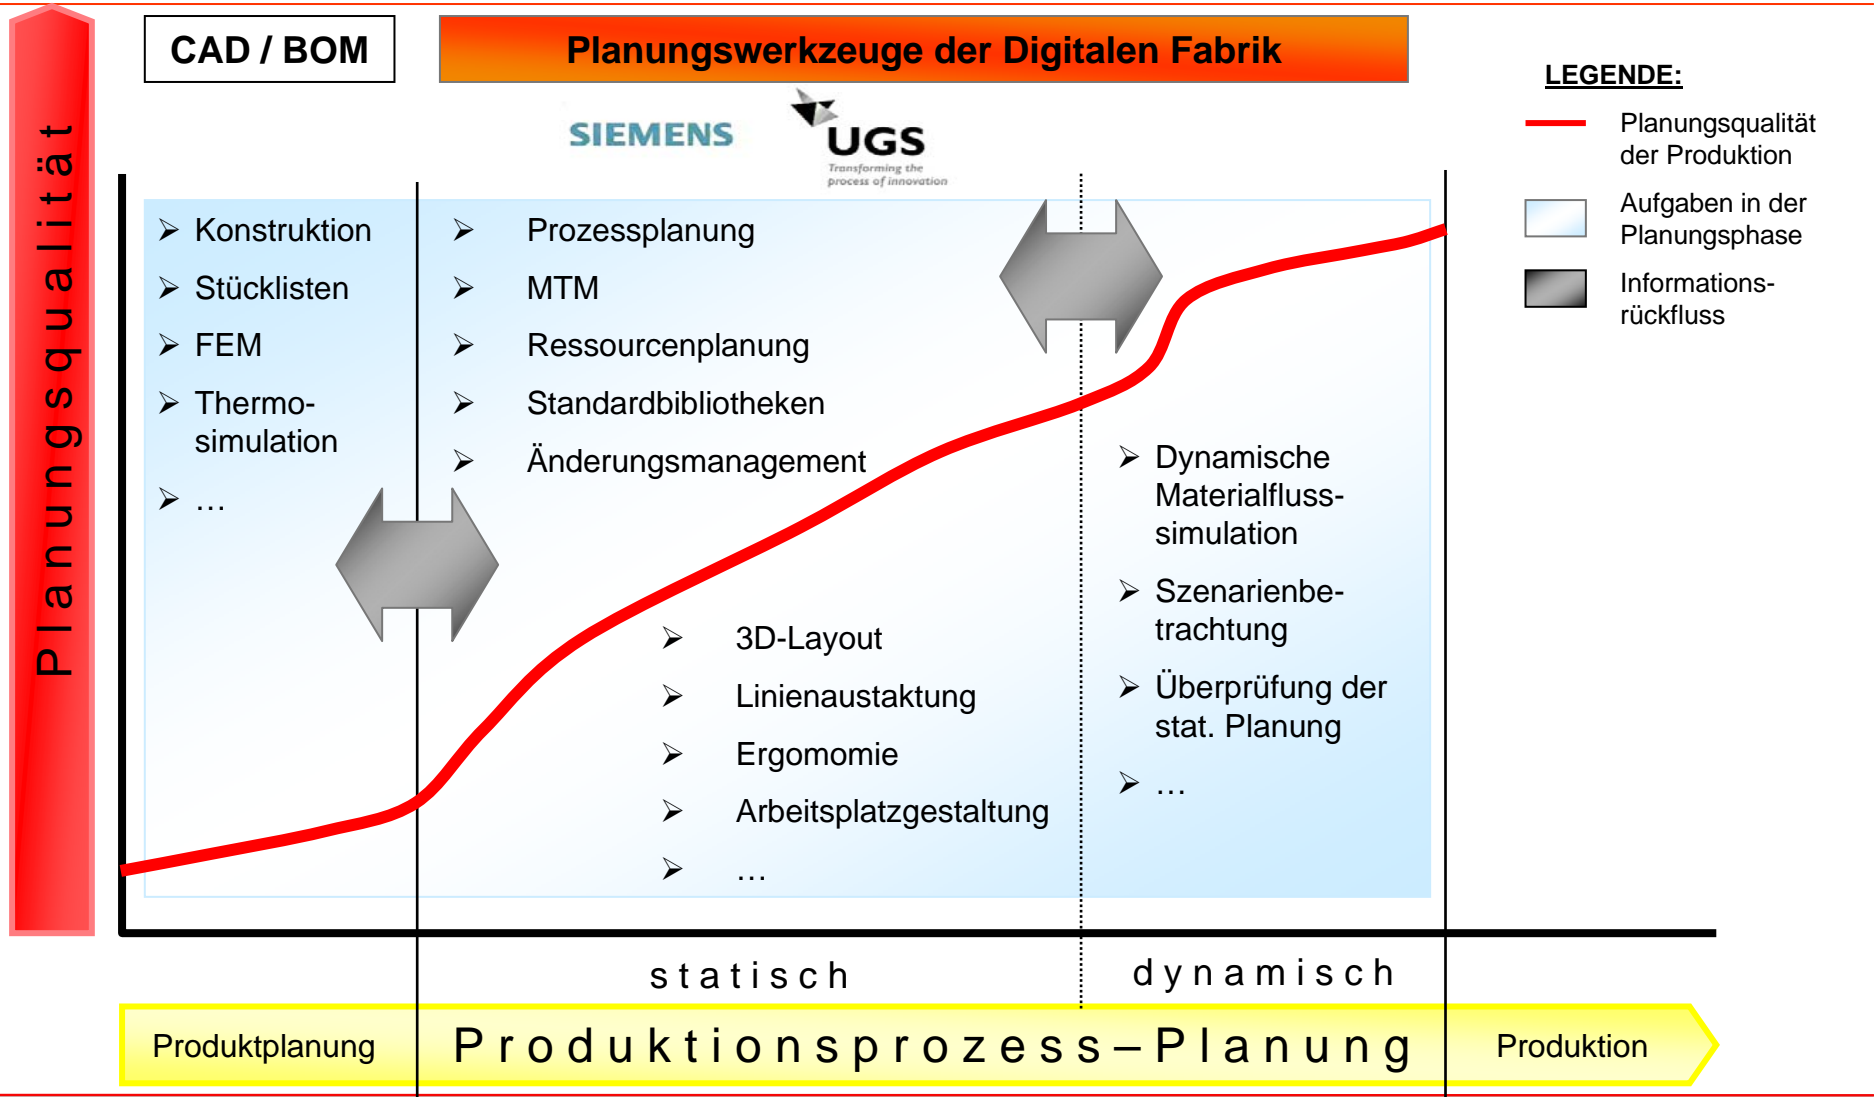 CAD / BOM
Planungswerkzeuge der Digitalen Fabrik
SIEMENS
UGS
Transforming the
process of innovation
LEGENDE:
Planungsqualität
der Produktion
Aufgaben in der
Planungsphase
Informations-
rückfluss
Planungsqualität
Konstruktion
Stücklisten
FEM
Thermo-
simulation
…
Prozessplanung
MTM
Ressourcenplanung
Standardbibliotheken
Änderungsmanagement
3D-Layout
Linienaustaktung
Ergomomie
Arbeitsplatzgestaltung
…
Dynamische
Materialfluss-
simulation
Szenarienbe-
trachtung
Überprüfung der
stat. Planung
…
statisch
dynamisch
Produktplanung
Produktionsprozess–Planung
Produktion